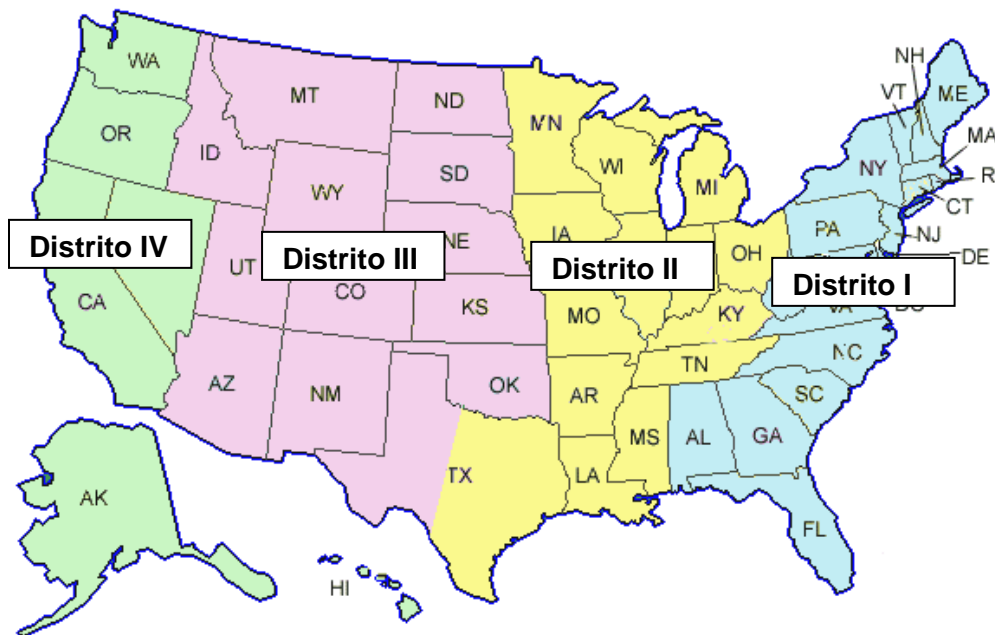 WA
MT
ND
MN
NH
VT
ME
MA
OR
ID
SD
WI
MI
NY
R
WY
CT
PA
NJ
IA
NE
OH
DE
Distrito IV
Distrito III
Distrito II
Distrito I
UT
CO
CA
KS
MO
KY
VA
NC
TN
AZ
NM
OK
AR
SC
MS
AL
GA
TX
LA
AK
FL
HI